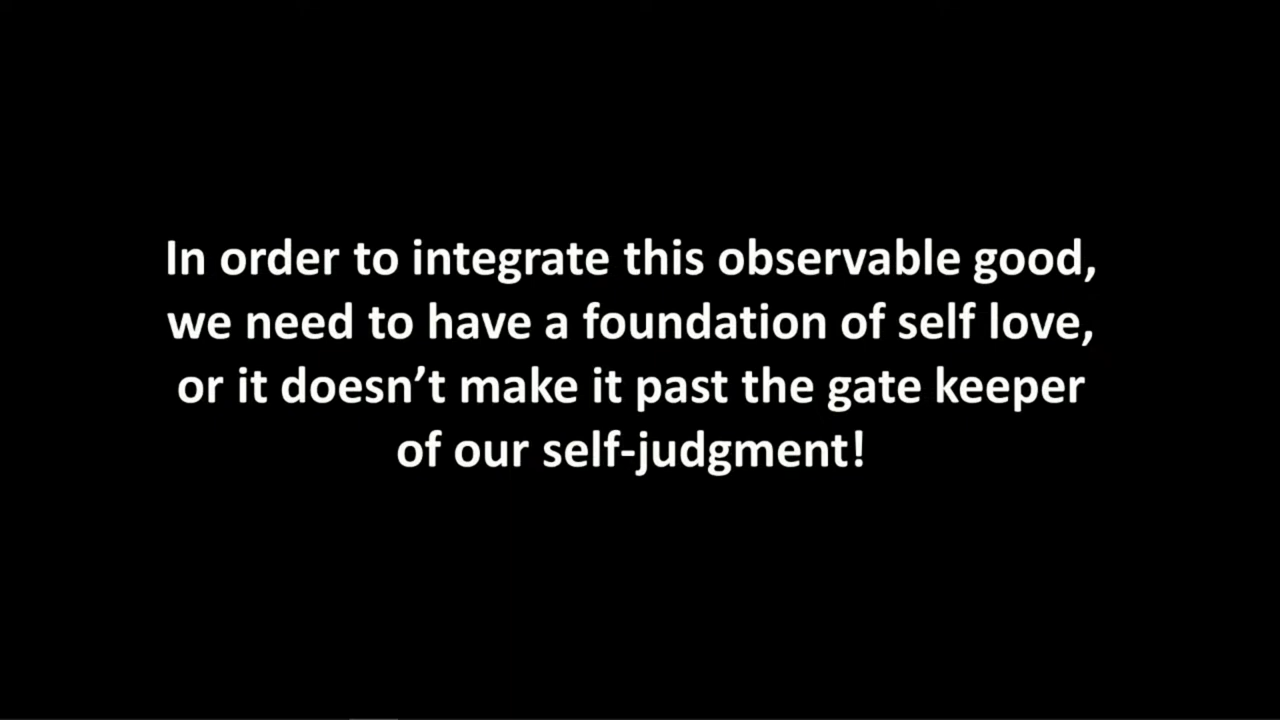 In order to integrate this observable good,
we need to have a foundation of self love,
or it doesn’t make it past the gate keeper
of our self-judgment!